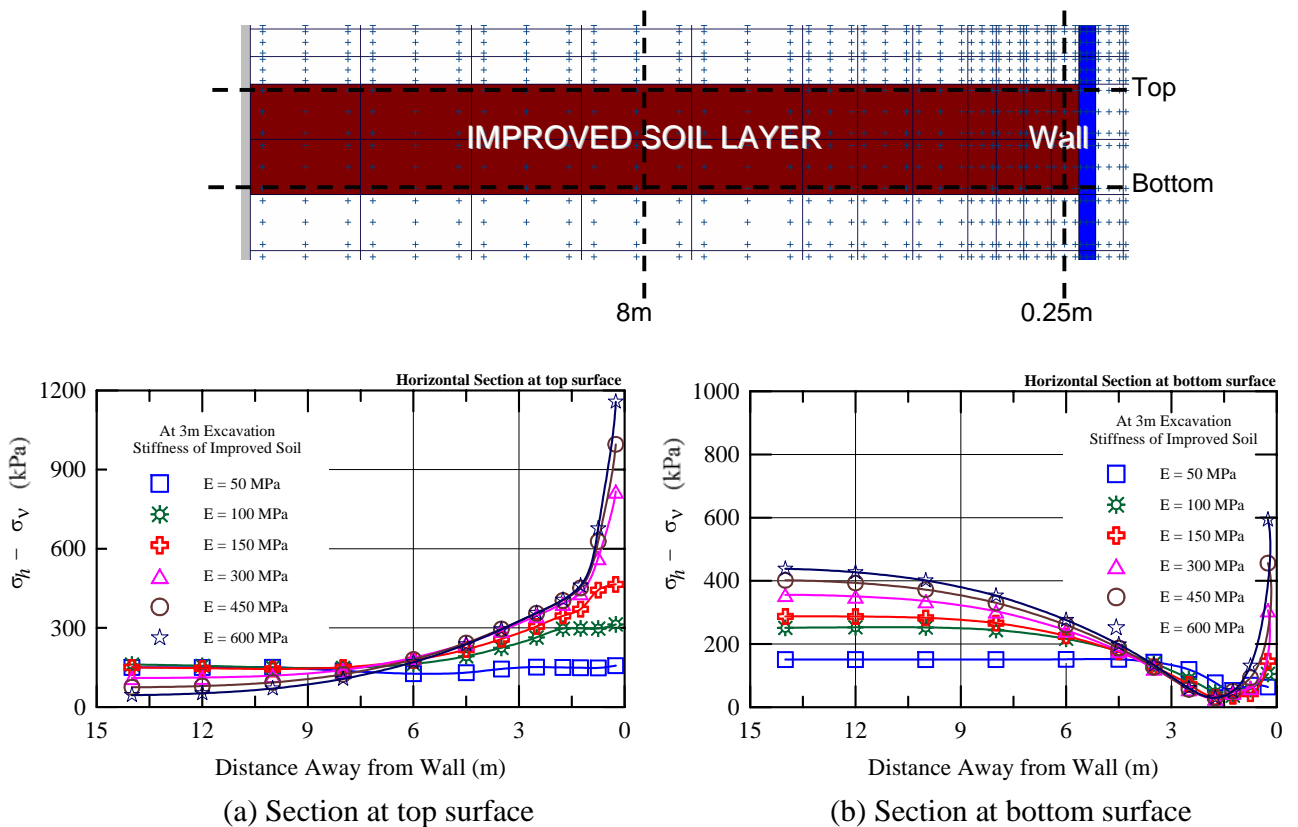 IMPROVED SOIL LAYER
Wall
Top
Bottom
8m
0.25m
Horizontal Section at top surface
1200
900
600
300
0
σh − σν (kPa)
At 3m Excavation
Stiffness of Improved Soil
E = 50 MPa
E = 100 MPa
E = 150 MPa
E = 300 MPa
E = 450 MPa
E = 600 MPa
15 12 9 6 3 0
Distance Away from Wall (m)
(a) Section at top surface
Horizontal Section at bottom surface
1000
800
600
400
200
0
σh − σν (kPa)
At 3m Excavation
Stiffness of Improved Soil
E = 50 MPa
E = 100 MPa
E = 150 MPa
E = 300 MPa
E = 450 MPa
E = 600 MPa
15 12 9 6 3 0
Distance Away from Wall (m)
(b) Section at bottom surface